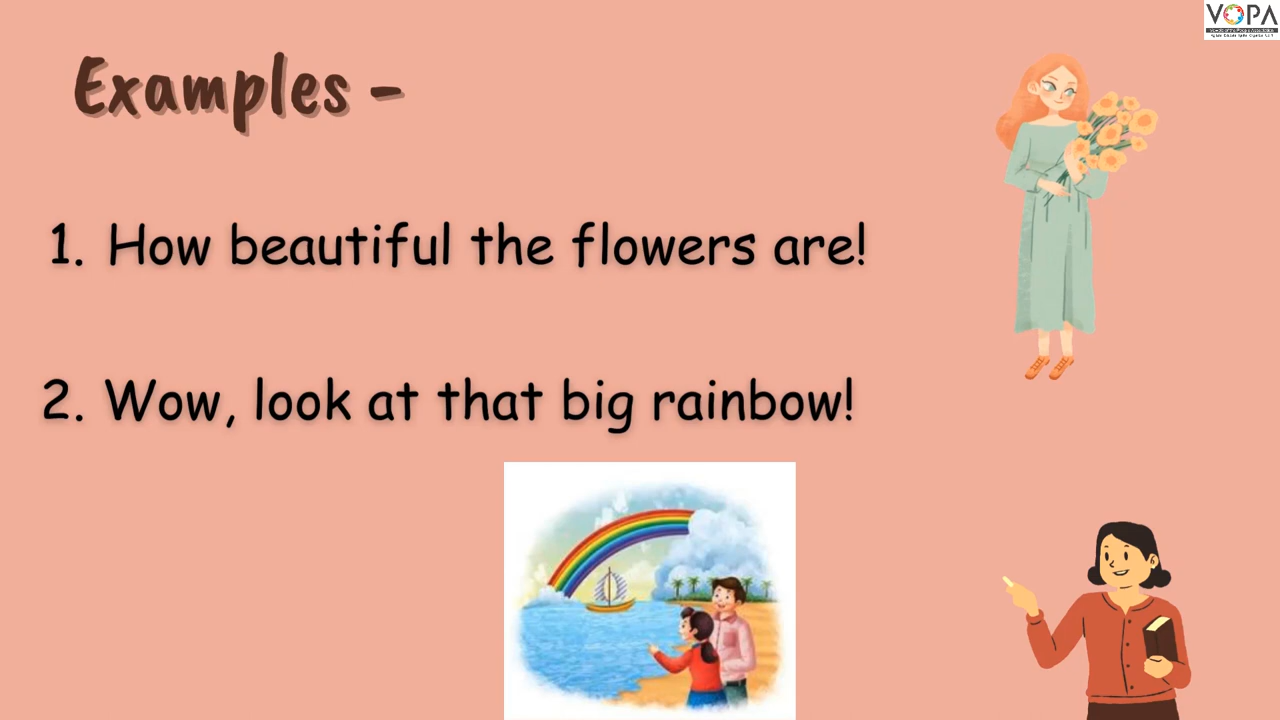 VOPA
Examples -
1. How beautiful the flowers are!
2. Wow, look at that big rainbow!